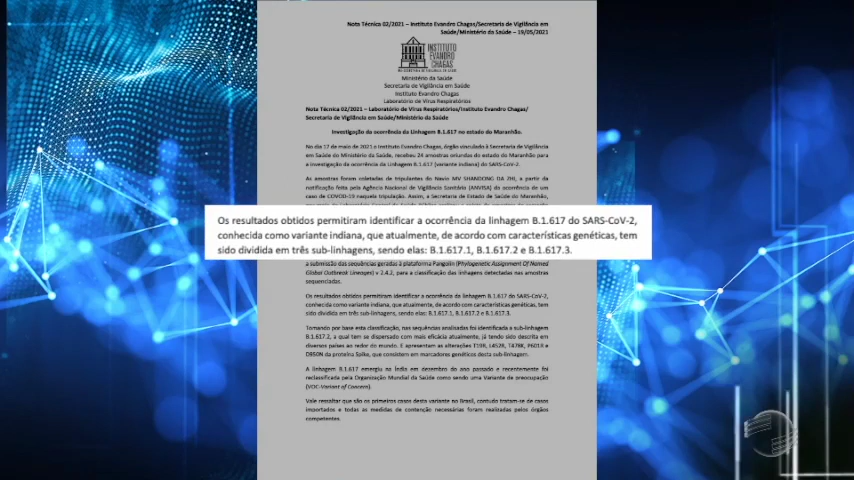 Nota Técnica 02/2021 – Instituto Evandro Chagas/Secretaria de Vigilância em
Saúde/Ministério da Saúde – 19/05/2021
INSTITUTO
EVANDRO
CHAGAS
Ministério da Saúde
Secretaria de Vigilância em Saúde
Instituto Evandro Chagas
Laboratório de Vírus Respiratórios
Nota Técnica 02/2021 – Laboratório de Vírus Respiratórios/Instituto Evandro Chagas/
Secretaria de Vigilância em Saúde/Ministério da Saúde
Investigação da ocorrência da Linhagem B.1.617 no estado do Maranhão.
No dia 17 de maio de 2021 o Instituto Evandro Chagas, órgão vinculado à Secretaria de Vigilância
em Saúde do Ministério da Saúde, recebeu 24 amostras oriundas do estado do Maranhão para
a investigação da ocorrência da Linhagem B.1.617 (variante indiana) do SARS-CoV-2.
As amostras foram coletadas de tripulantes do Navio MV SHANDONG DA ZHI, a partir da
notificação feita pela Agência Nacional de Vigilância Sanitária (ANVISA) da ocorrência de um
caso de COVID-19 naquela tripulação. Assim, a Secretaria de Estado de Saúde do Maranhão,
Os resultados obtidos permitiram identificar a ocorrência da linhagem B.1.617 do SARS-CoV-2,
conhecida como variante indiana, que atualmente, de acordo com características genéticas, tem
sido dividida em três sub-linhagens, sendo elas: B.1.617.1, B.1.617.2 e B.1.617.3.
a submissão das sequências geradas à plataforma Pangolin (Phylogenetic Assignment Of Named
Global Outbreak Lineages) v 2.4.2, para a classificação das linhagens detectadas nas amostras
sequenciadas.
Os resultados obtidos permitiram identificar a ocorrência da linhagem B.1.617 do SARS-CoV-2,
conhecida como variante indiana, que atualmente, de acordo com características genéticas, tem
sido dividida em três sub-linhagens, sendo elas: B.1.617.1, B.1.617.2 e B.1.617.3.
Tomando por base esta classificação, nas sequências analisadas foi identificada a sub-linhagem
B.1.617.2, a qual tem se dispersado com mais eficácia atualmente, já tendo sido descrita em
diversos países ao redor do mundo. E apresentam as alterações T19R, L452R, T478K, P681R e
D950N da proteína Spike, que consistem em marcadores genéticos desta sub-linhagem.
A linhagem B.1.617 emergiu na Índia em dezembro do ano passado e recentemente foi
reclassificada pela Organização Mundial da Saúde como sendo uma Variante de preocupação
(VOC-Variant of Concern).
Vale ressaltar que são os primeiros casos desta variante no Brasil, contudo tratam-se de casos
importados e todas as medidas de contenção necessárias foram realizadas pelos órgãos
competentes.